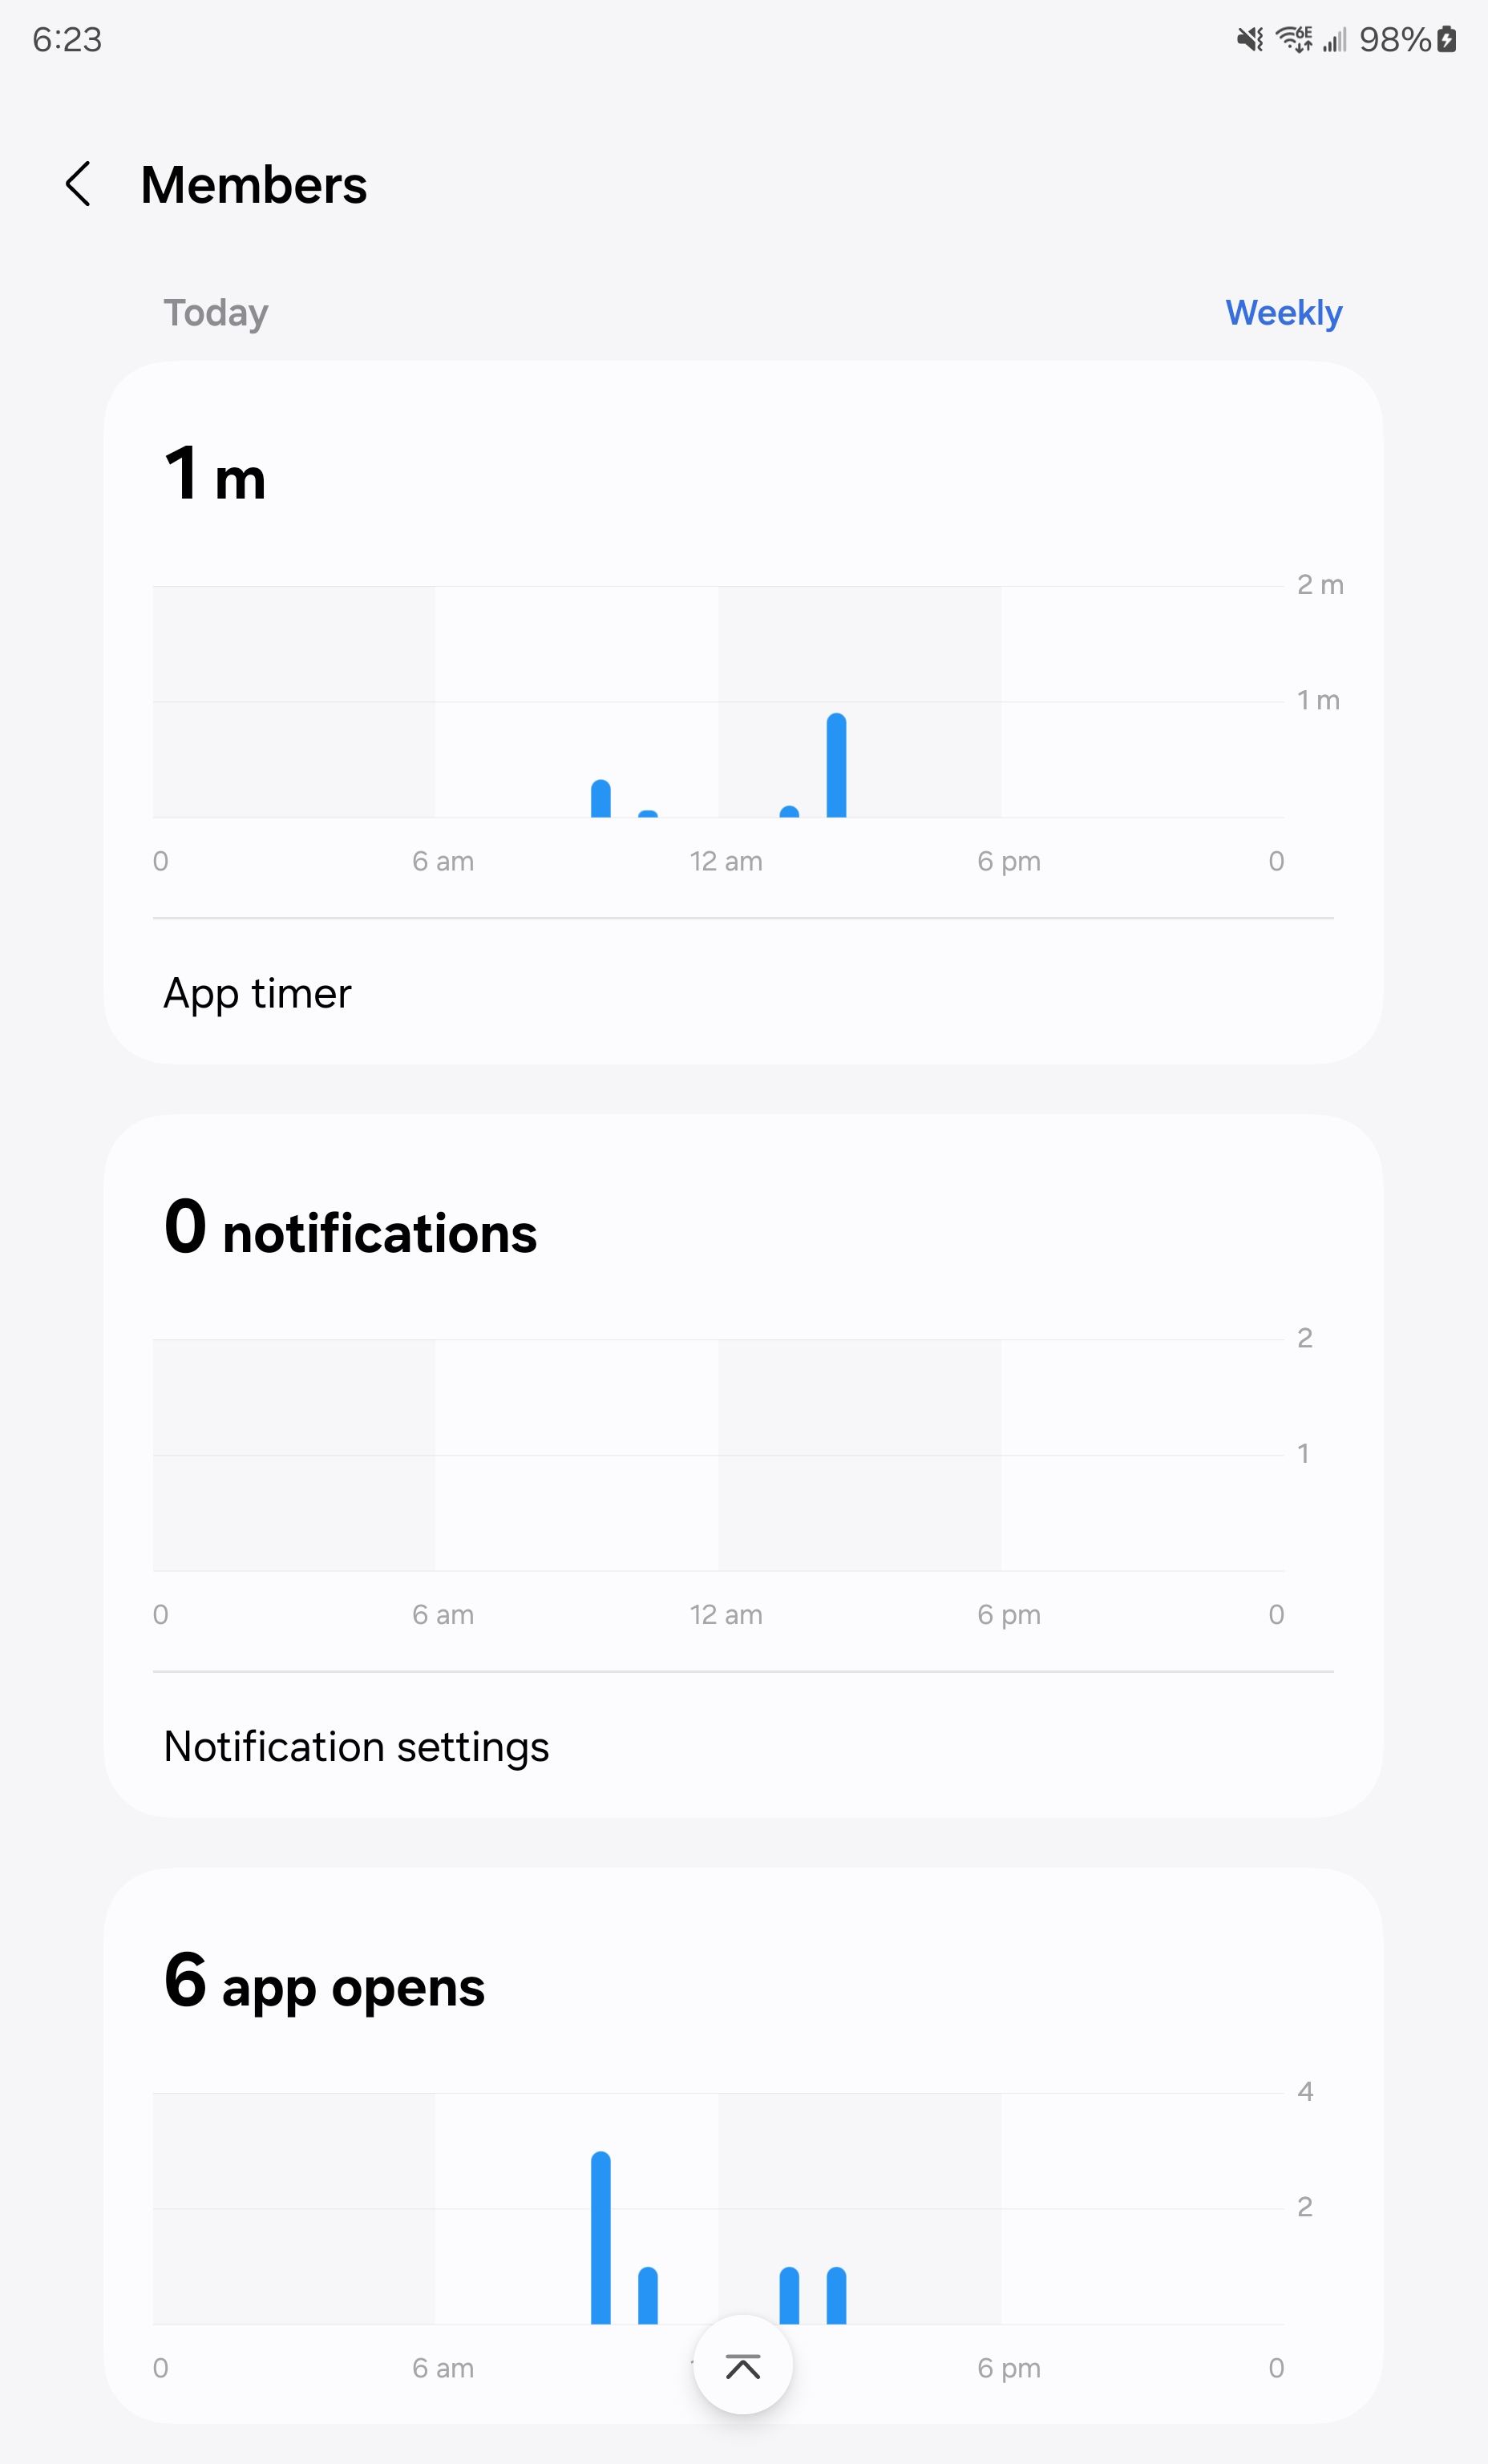 6:23 6E 98%
Members
Today Weekly
1 m
2 m
1 m
0 6 am 12 am 6 pm 0
App timer
0 notifications
2
1
0 6 am 12 am 6 pm 0
Notification settings
6 app opens
4
2
0 6 am 6 pm 0